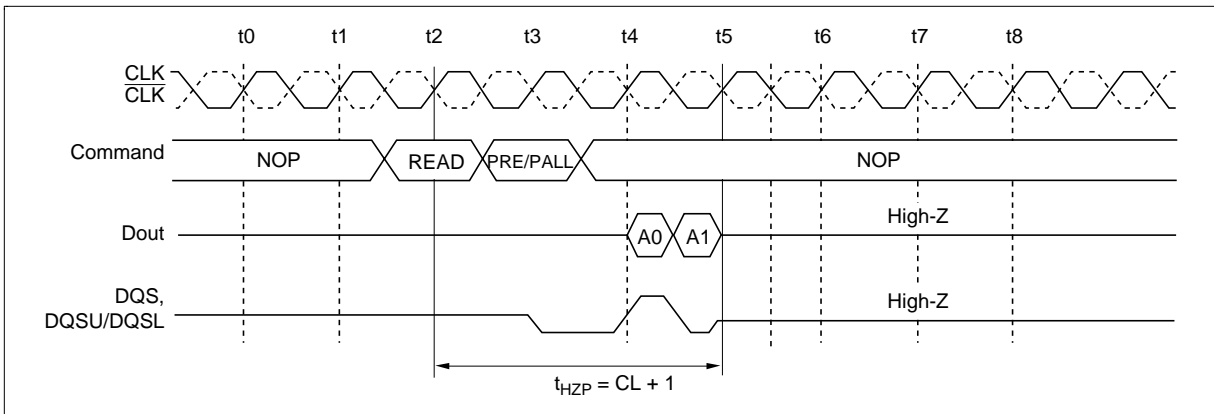 t0 t1 t2 t3 t4 t5 t6 t7 t8
CLK
CLK
Command NOP READ PRE/PALL NOP
Dout A0 A1 High-Z
DQS,
DQSU/DQSL High-Z
tHZP = CL + 1